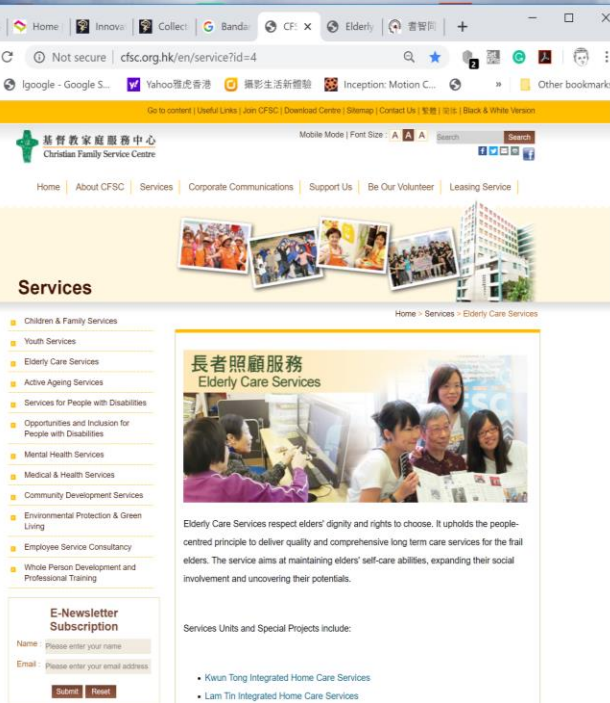 Home
Innova
Collect
Banda
CFS
Elderly
Not secure | cfsc.org.hk/en/service?id=4
Igoogle - Google S...
Yahoo雅虎香港
攝影生活新體驗
Inception: Motion C...
»
Other bookmarks
Go to content | Useful Links | Join CFSC | Download Centre | Sitemap | Contact Us | 繁體 | 简体 | Black & White Version
基督教家庭服務中心
Christian Family Service Centre
Mobile Mode | Font Size : A A A
Search
Search
Home | About CFSC | Services | Corporate Communications | Support Us | Be Our Volunteer | Leasing Service
Services
Home > Services > Elderly Care Services
Children & Family Services
Youth Services
Elderly Care Services
Active Ageing Services
Services for People with Disabilities
Opportunities and Inclusion for
People with Disabilities
Mental Health Services
Medical & Health Services
Community Development Services
Environmental Protection & Green
Living
Employee Service Consultancy
Whole Person Development and
Professional Training
E-Newsletter
Subscription
Name : Please enter your name
Email : Please enter your email address
Submit Reset
長者照顧服務
Elderly Care Services
Elderly Care Services respect elders' dignity and rights to choose. It upholds the people-
centred principle to deliver quality and comprehensive long term care services for the frail
elders. The service aims at maintaining elders' self-care abilities, expanding their social
involvement and uncovering their potentials.
Services Units and Special Projects include:
• Kwun Tong Integrated Home Care Services
• Lam Tin Integrated Home Care Services